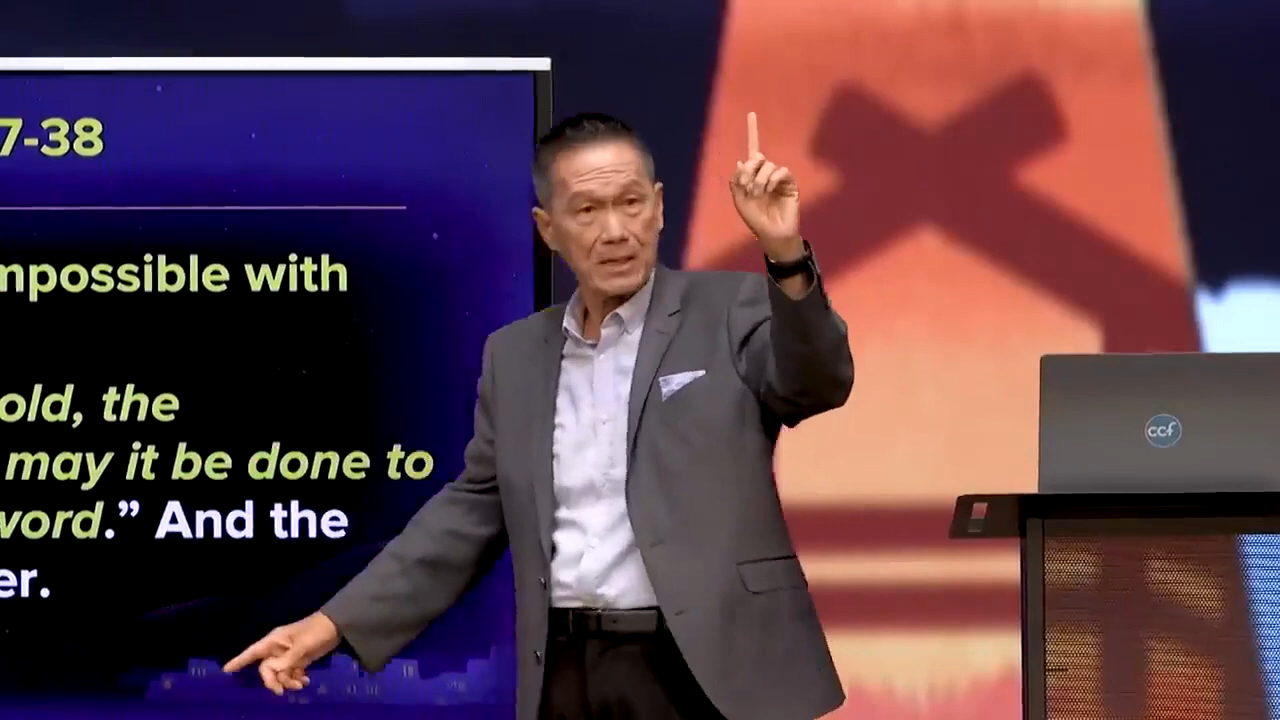 7-38
mpossible with
old, the
may it be done to
word.” And the
er.
ccf